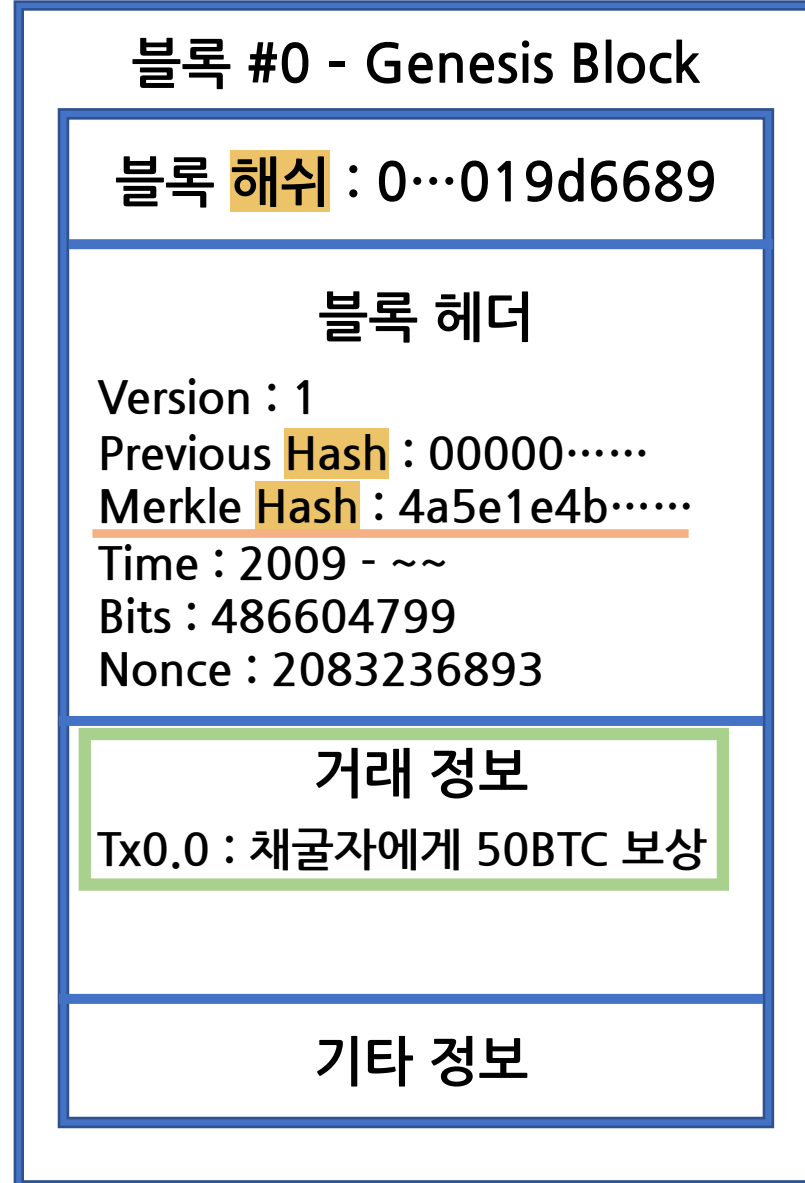 블록 #0 - Genesis Block
블록 해쉬 : 0…019d6689
블록 헤더
Version : 1
Previous Hash : 00000……
Merkle Hash : 4a5e1e4b……
Time : 2009 - ~~
Bits : 486604799
Nonce : 2083236893
거래 정보
Tx0.0 : 채굴자에게 50BTC 보상
기타 정보